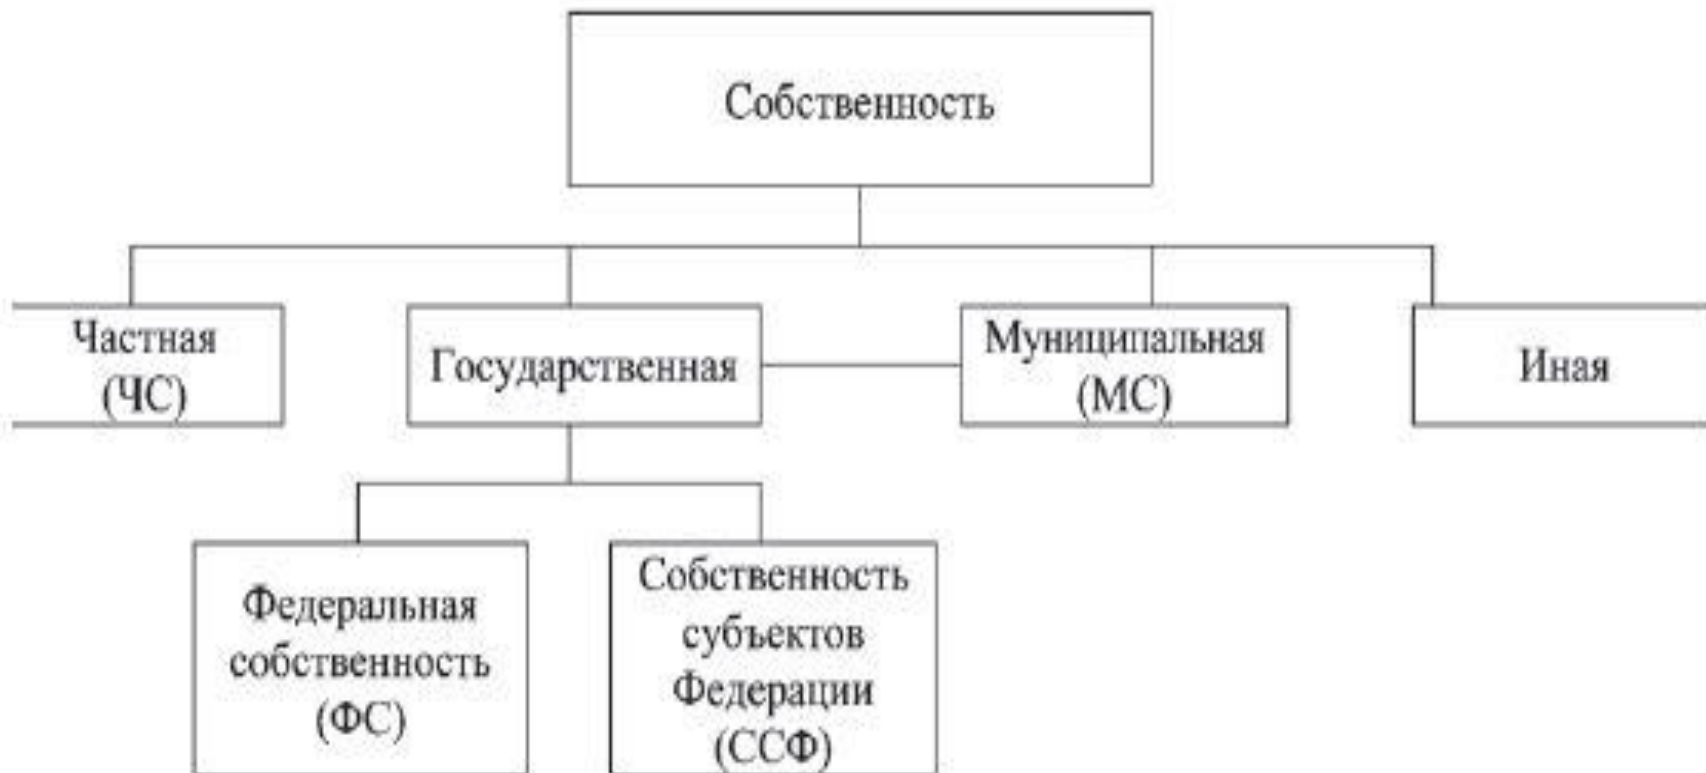 Собственность
Частная
(ЧС)
Государственная
Муниципальная
(МС)
Иная
Федеральная
собственность
(ФС)
Собственность
субъектов
Федерации
(ССФ)